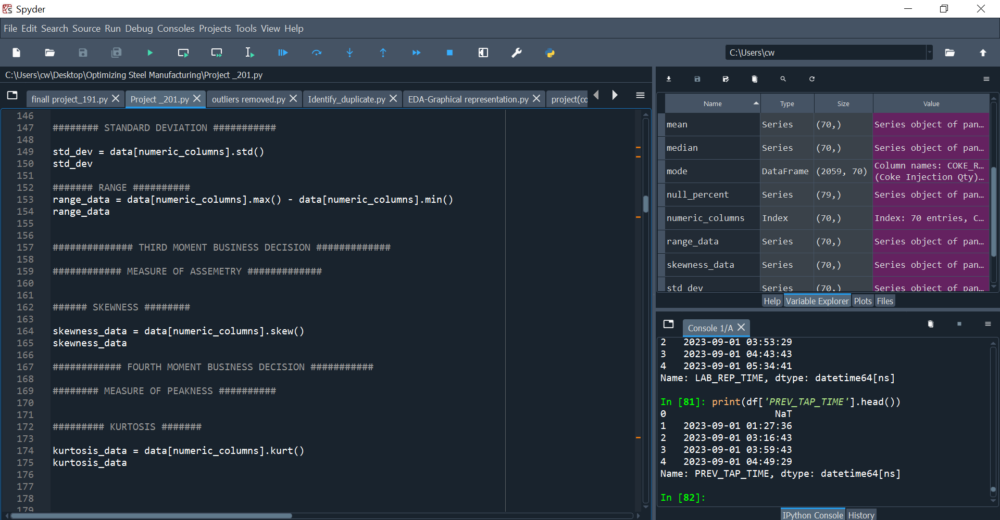 Spyder
File Edit Search Source Run Debug Consoles Projects Tools View Help
C:\Users\cw
C:\Users\cw\Desktop\Optimizing Steel Manufacturing\Project _201.py
finall project_191.py
Project _201.py
outliers removed.py
Identify_duplicate.py
EDA-Graphical representation.py
project(co
146
147 ######## STANDARD DEVIATION ###########
148
149 std_dev = data[numeric_columns].std()
150 std_dev
151
152 ####### RANGE ##########
153 range_data = data[numeric_columns].max() - data[numeric_columns].min()
154 range_data
155
156
157 ############## THIRD MOMENT BUSINESS DECISION #############
158
159 ############ MEASURE OF ASSEMETRY #############
160
161
162 ###### SKEWNESS ########
163
164 skewness_data = data[numeric_columns].skew()
165 skewness_data
166
167 ############ FOURTH MOMENT BUSINESS DECISION ###########
168
169 ######## MEASURE OF PEAKNESS ##########
170
171
172 ######### KURTOSIS #######
173
174 kurtosis_data = data[numeric_columns].kurt()
175 kurtosis_data
176
177
178
179
Name Type Size Value
mean Series (70,) Series object of pan…
median Series (70,) Series object of pan…
mode DataFrame (2059, 70) Column names: COKE_R…
(Coke Injection Qty)…
null_percent Series (79,) Series object of pan…
numeric_columns Index (70,) Index: 70 entries, C…
range_data Series (70,) Series object of pan…
skewness_data Series (70,) Series object of pan…
std_dev Series (70,) Series object of pan…
Help Variable Explorer Plots Files
Console 1/A
2 2023-09-01 03:53:29
3 2023-09-01 04:43:43
4 2023-09-01 05:34:41
Name: LAB_REP_TIME, dtype: datetime64[ns]
In [81]: print(df['PREV_TAP_TIME'].head())
0 NaT
1 2023-09-01 01:27:36
2 2023-09-01 03:16:43
3 2023-09-01 03:59:43
4 2023-09-01 04:49:29
Name: PREV_TAP_TIME, dtype: datetime64[ns]
In [82]:
IPython Console History